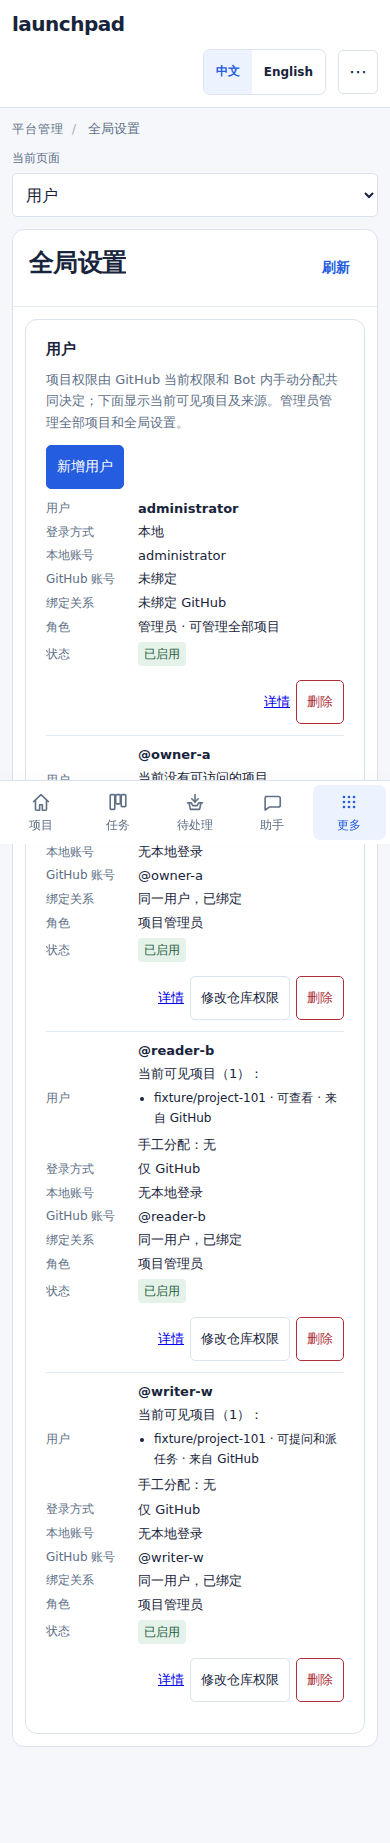 launchpad
中文 English ⋯
平台管理 / 全局设置
当前页面
用户
全局设置 刷新
用户
项目权限由 GitHub 当前权限和 Bot 内手动分配共
同决定；下面显示当前可见项目及来源。管理员管
理全部项目和全局设置。
新增用户
用户 administrator
登录方式 本地
本地账号 administrator
GitHub 账号 未绑定
绑定关系 未绑定 GitHub
角色 管理员 · 可管理全部项目
状态 已启用
详情 删除
@owner-a
用户 当前没有可访问的项目
项目 任务 待处理 助手 更多
本地账号 无本地登录
GitHub 账号 @owner-a
绑定关系 同一用户，已绑定
角色 项目管理员
状态 已启用
详情 修改仓库权限 删除
@reader-b
当前可见项目（1）：
用户 • fixture/project-101 · 可查看 · 来
自 GitHub
手工分配：无
登录方式 仅 GitHub
本地账号 无本地登录
GitHub 账号 @reader-b
绑定关系 同一用户，已绑定
角色 项目管理员
状态 已启用
详情 修改仓库权限 删除
@writer-w
当前可见项目（1）：
用户 • fixture/project-101 · 可提问和派
任务 · 来自 GitHub
手工分配：无
登录方式 仅 GitHub
本地账号 无本地登录
GitHub 账号 @writer-w
绑定关系 同一用户，已绑定
角色 项目管理员
状态 已启用
详情 修改仓库权限 删除